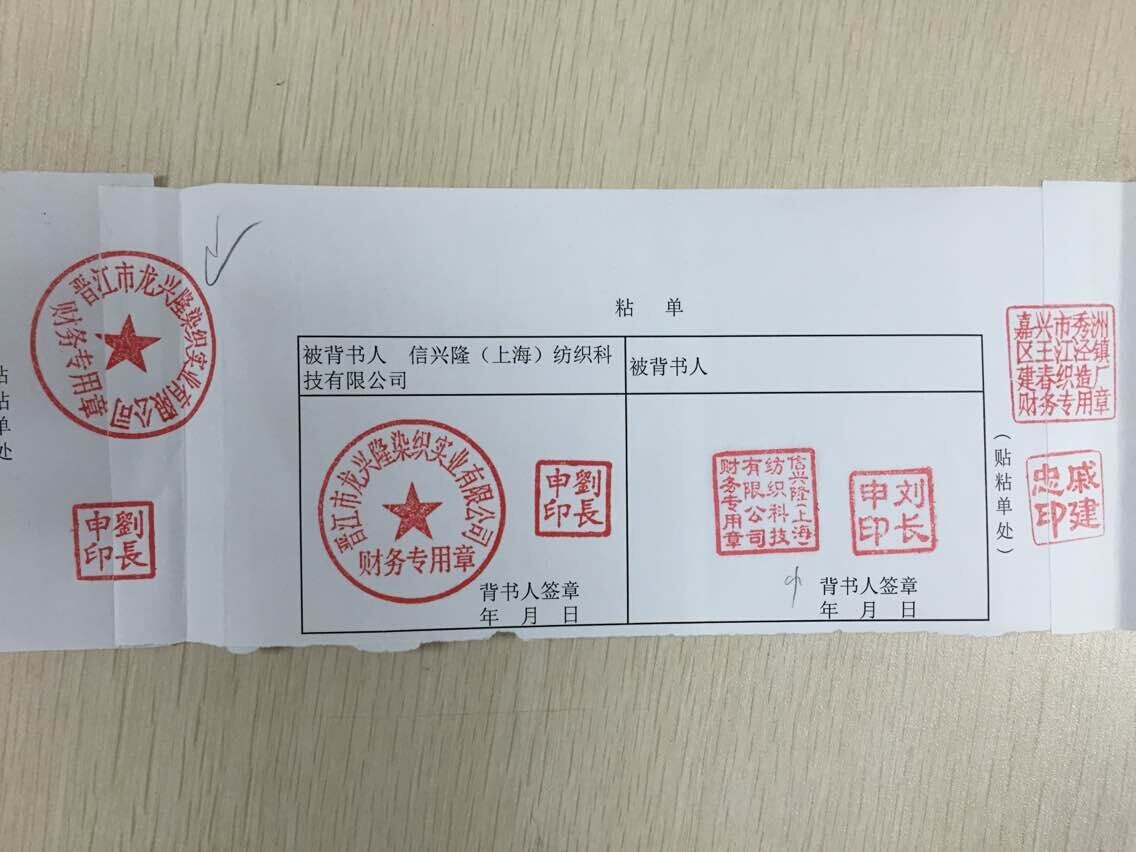 晋江市龙兴隆染织实业有限公司
财务专用章
劉長
申印
粘 单
被背书人 信兴隆（上海）纺织科
技有限公司
被背书人
晋江市龙兴隆染织实业有限公司
财务专用章
劉長
申印
背书人签章
年 月 日
信兴隆(上海)
纺织科技
有限公司
财务专用章
刘长
申印
背书人签章
年 月 日
（贴粘单处）
嘉兴市秀洲
区王江泾镇
建春织造厂
财务专用章
戚建
忠印
粘单处